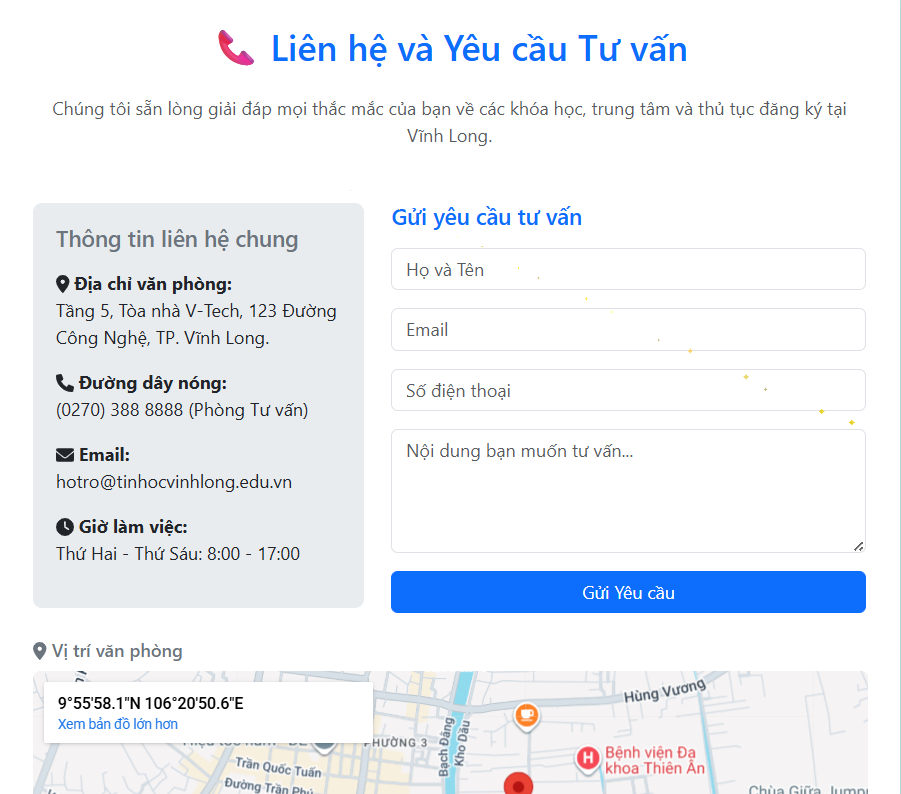 Liên hệ và Yêu cầu Tư vấn
Chúng tôi sẵn lòng giải đáp mọi thắc mắc của bạn về các khóa học, trung tâm và thủ tục đăng ký tại
Vĩnh Long.
Thông tin liên hệ chung
Địa chỉ văn phòng:
Tầng 5, Tòa nhà V-Tech, 123 Đường
Công Nghệ, TP. Vĩnh Long.
Đường dây nóng:
(0270) 388 8888 (Phòng Tư vấn)
Email:
hotro@tinhocvinhlong.edu.vn
Giờ làm việc:
Thứ Hai - Thứ Sáu: 8:00 - 17:00
Gửi yêu cầu tư vấn
Họ và Tên
Email
Số điện thoại
Nội dung bạn muốn tư vấn...
Gửi Yêu cầu
Vị trí văn phòng
9°55'58.1"N 106°20'50.6"E
Xem bản đồ lớn hơn
PHƯỜNG 3
Bạch Đằng
Kho Dầu
Hùng Vương
Bệnh viện Đa
khoa Thiên Ân
Trần Quốc Tuấn
Đường Trần Phú
Chùa Giữa